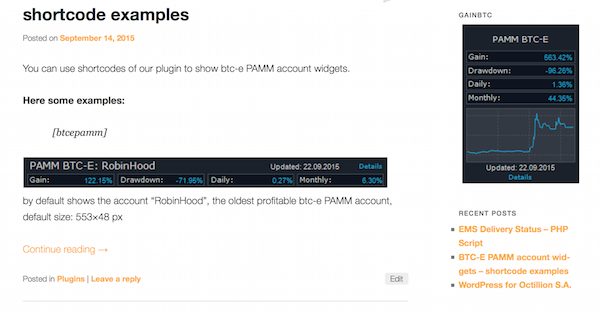 shortcode examples
Posted on September 14, 2015
You can use shortcodes of our plugin to show btc-e PAMM account widgets.
Here some examples:
[btcepamm]
PAMM BTC-E: RobinHood Updated: 22.09.2015 Details
Gain: 122.15% Drawdown: -71.95% Daily: 0.27% Monthly: 6.30%
by default shows the account “RobinHood”, the oldest profitable btc-e PAMM account,
default size: 553×48 px
Continue reading →
Posted in Plugins | Leave a reply
Edit
GAINBTC
PAMM BTC-E
Gain: 563.42%
Drawdown: -96.26%
Daily: 1.36%
Monthly: 44.35%
Updated: 22.09.2015
Details
RECENT POSTS
EMS Delivery Status – PHP
Script
BTC-E PAMM account wid-
gets – shortcode examples
WordPress for Octillion S.A.